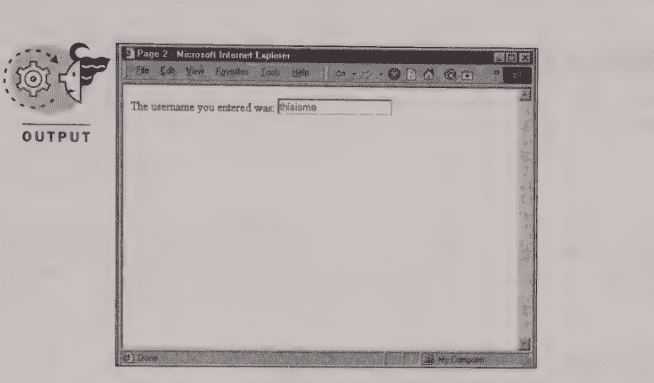 Page 2 - Microsoft Internet Explorer
File Edit View Favorites Tools Help
The username you entered was: thisisme
OUTPUT
Done
My Computer